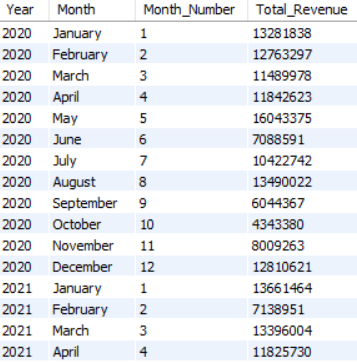 Year Month Month_Number Total_Revenue
2020 January 1 13281838
2020 February 2 12763297
2020 March 3 11489978
2020 April 4 11842623
2020 May 5 16043375
2020 June 6 7088591
2020 July 7 10422742
2020 August 8 13490022
2020 September 9 6044367
2020 October 10 4343380
2020 November 11 8009263
2020 December 12 12810621
2021 January 1 13661464
2021 February 2 7138951
2021 March 3 13396004
2021 April 4 11825730